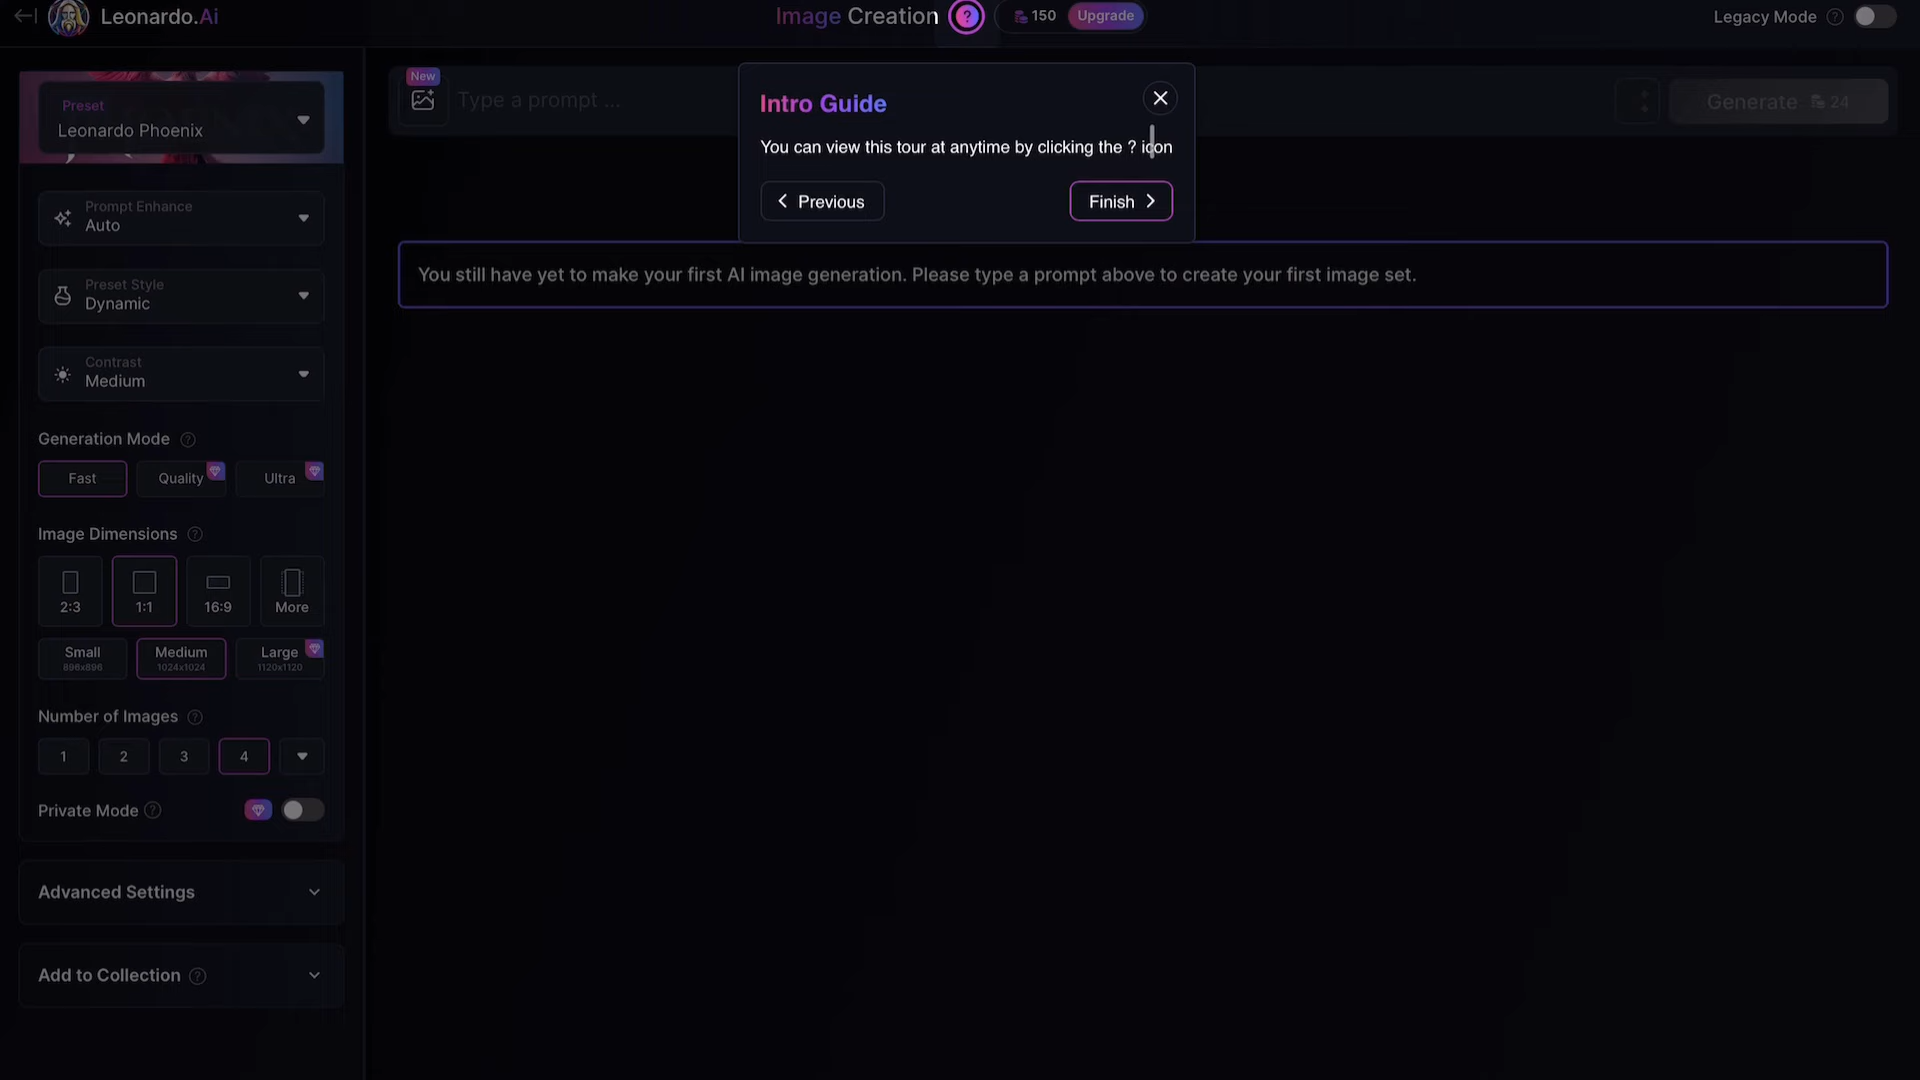 Leonardo.Ai
Image Creation
?
150
Upgrade
Legacy Mode ?
Preset
Leonardo Phoenix
New
Type a prompt ...
Generate 24
Intro Guide
You can view this tour at anytime by clicking the ? icon
Previous
Finish
You still have yet to make your first AI image generation. Please type a prompt above to create your first image set.
Prompt Enhance
Auto
Preset Style
Dynamic
Contrast
Medium
Generation Mode ?
Fast
Quality
Ultra
Image Dimensions ?
2:3
1:1
16:9
More
Small
896x896
Medium
1024x1024
Large
1120x1120
Number of Images ?
1
2
3
4
Private Mode ?
Advanced Settings
Add to Collection ?